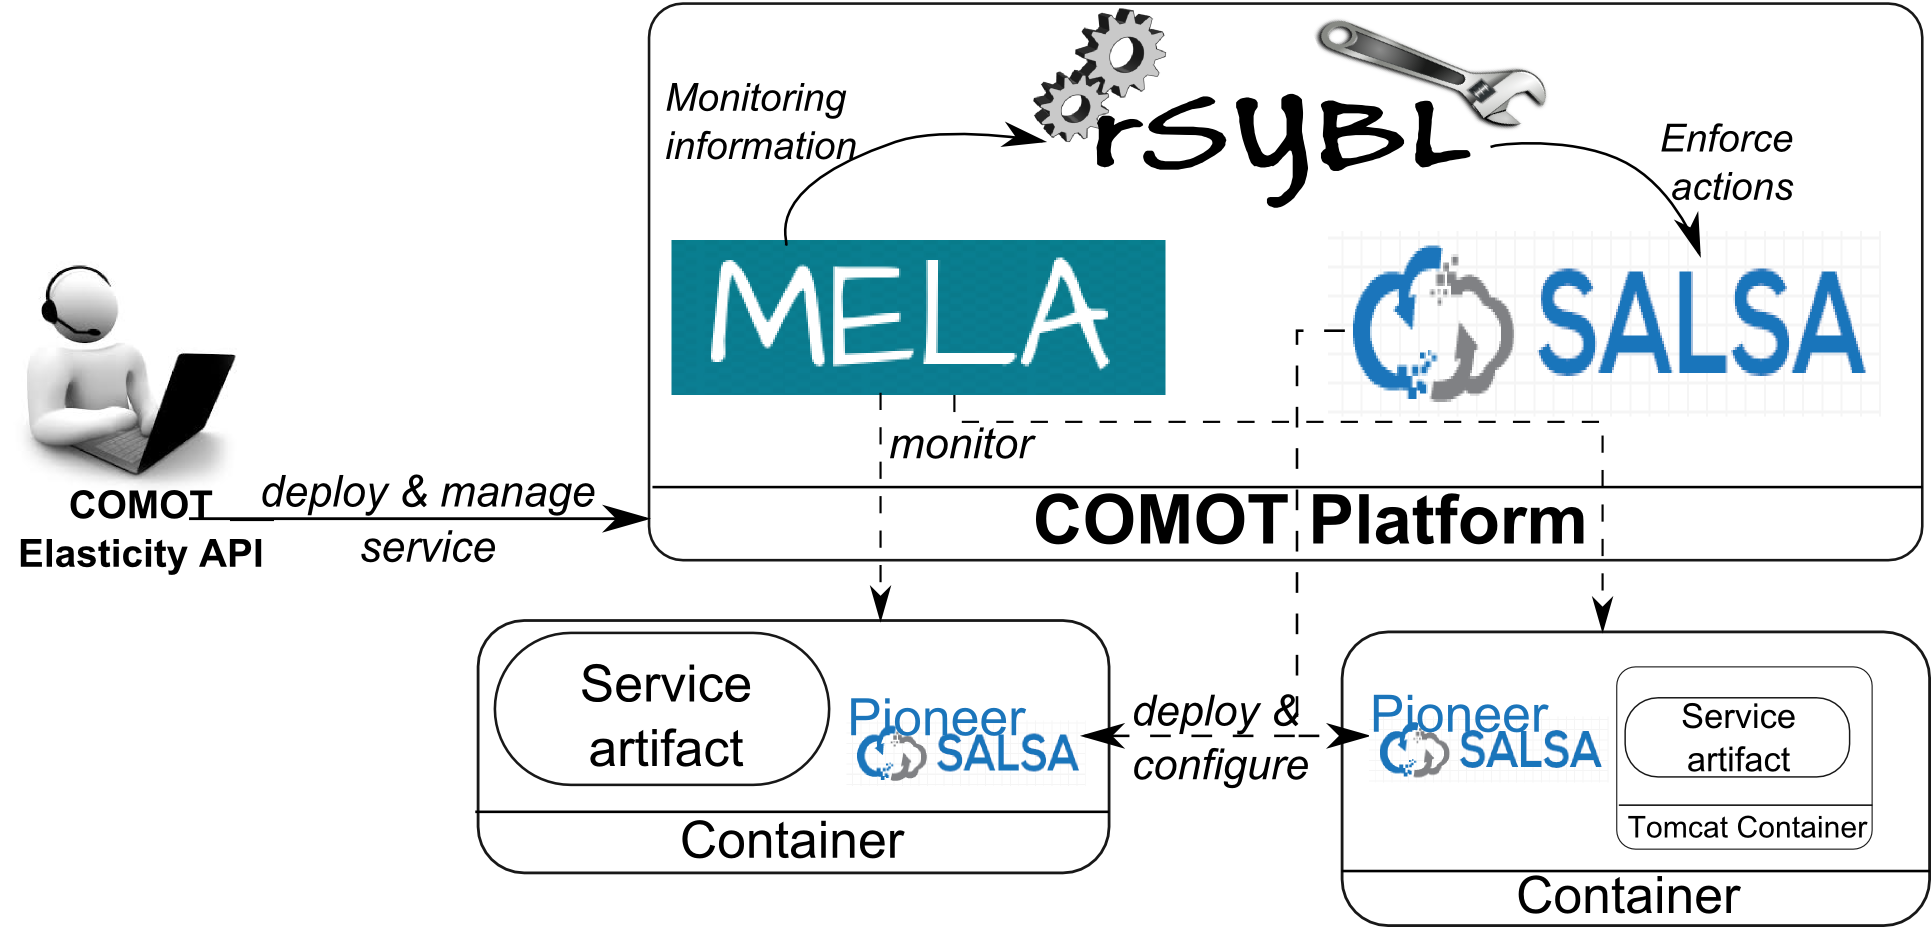 Monitoring
information
rSYBL
Enforce
actions
MELA
SALSA
monitor
COMOT
Elasticity API
deploy & manage
service
COMOT Platform
Service
artifact
Pioneer
SALSA
Container
deploy &
configure
Pioneer
SALSA
Service
artifact
Tomcat Container
Container